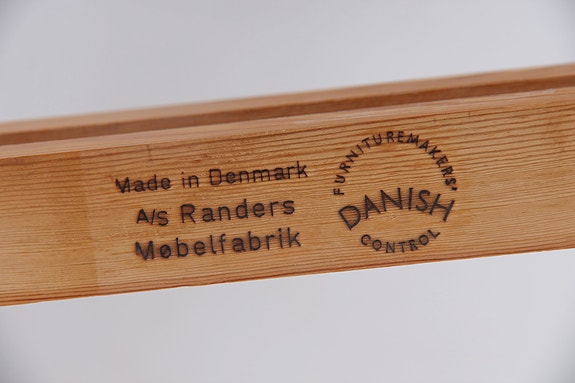 Made in Denmark
A/S Randers
Møbelfabrik
FURNITUREMAKERS'
DANISH
CONTROL